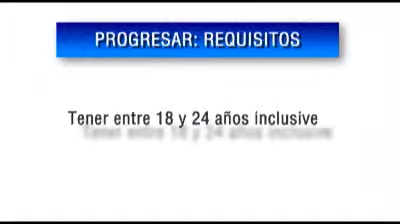 PROGRESAR: REQUISITOS
Tener entre 18 y 24 años inclusive